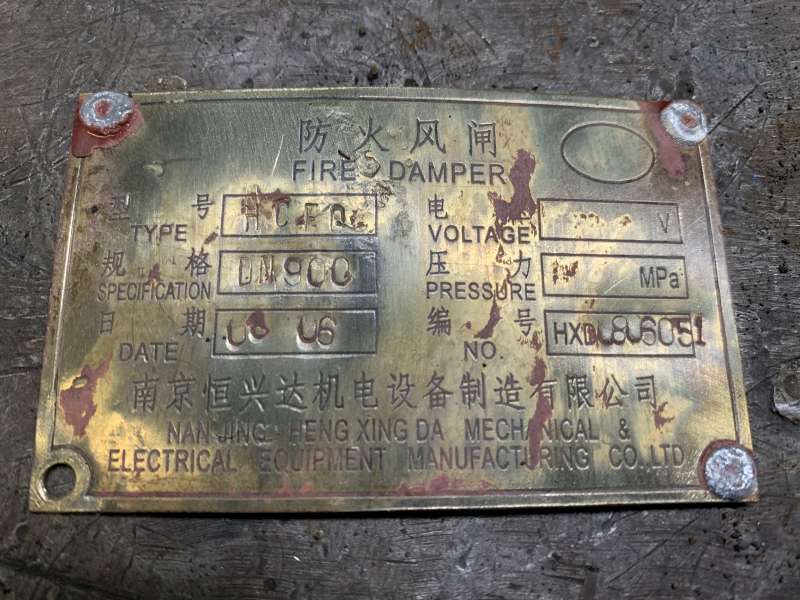 防火风闸
FIRE DAMPER
型号 电
TYPE VOLTAGE V
规格 DN900 压力
SPECIFICATION PRESSURE MPa
日期 08 06 编号
DATE NO. HXD086051
南京恒兴达机电设备制造有限公司
NAN JING HENG XING DA MECHANICAL &
ELECTRICAL EQUIPMENT MANUFACTURING CO.,LTD